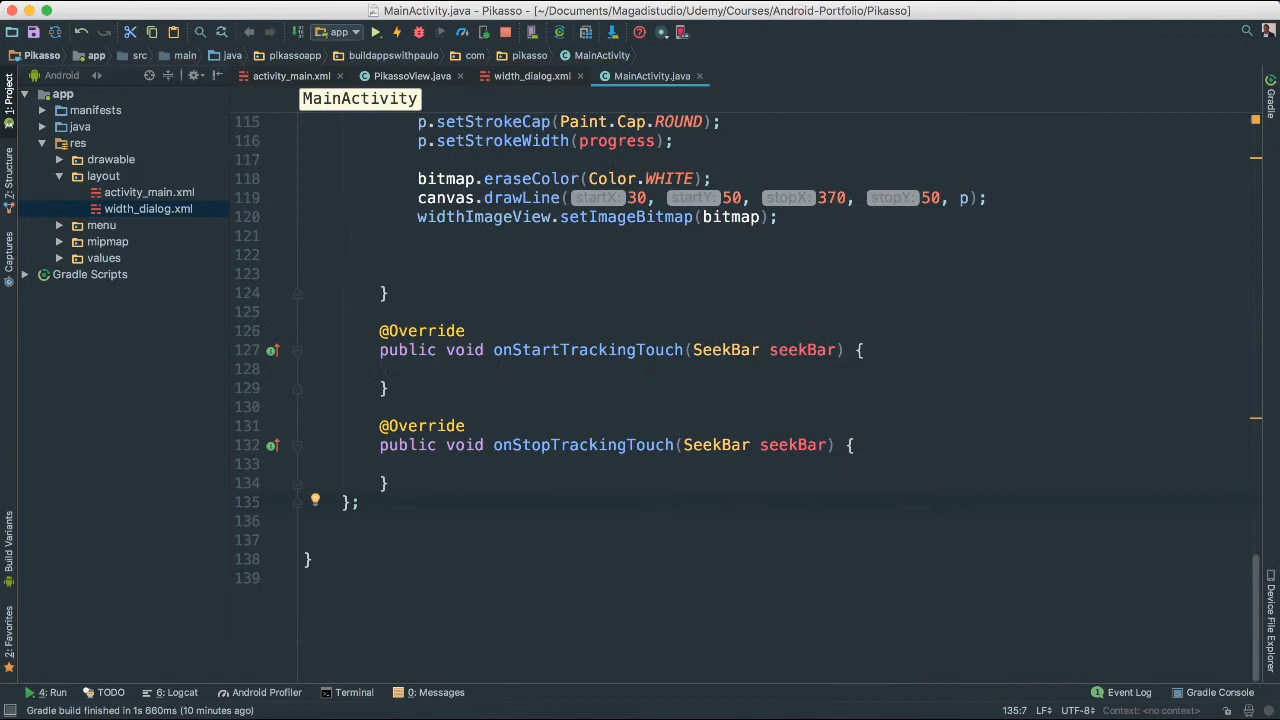 MainActivity.java - Pikasso - [~/Documents/Magadistudio/Udemy/Courses/Android-Portfolio/Pikasso]
app
Pikasso app src main java pikassoapp buildappswithpaulo com pikasso MainActivity
Android
activity_main.xml PikassoView.java width_dialog.xml MainActivity.java
MainActivity
app
manifests
java
res
drawable
layout
activity_main.xml
width_dialog.xml
menu
mipmap
values
Gradle Scripts
115 p.setStrokeCap(Paint.Cap.ROUND);
116 p.setStrokeWidth(progress);
117
118 bitmap.eraseColor(Color.WHITE);
119 canvas.drawLine( startX: 30, startY: 50, stopX: 370, stopY: 50, p);
120 widthImageView.setImageBitmap(bitmap);
121
122
123
124 }
125
126 @Override
127 public void onStartTrackingTouch(SeekBar seekBar) {
128
129 }
130
131 @Override
132 public void onStopTrackingTouch(SeekBar seekBar) {
133
134 }
135 };
136
137
138 }
139
1: Project
7: Structure
Captures
Build Variants
2: Favorites
Gradle
Device File Explorer
4: Run TODO 6: Logcat Android Profiler Terminal 0: Messages 1 Event Log Gradle Console
Gradle build finished in 1s 660ms (10 minutes ago) 135:7 LF÷ UTF-8÷ Context: <no context>